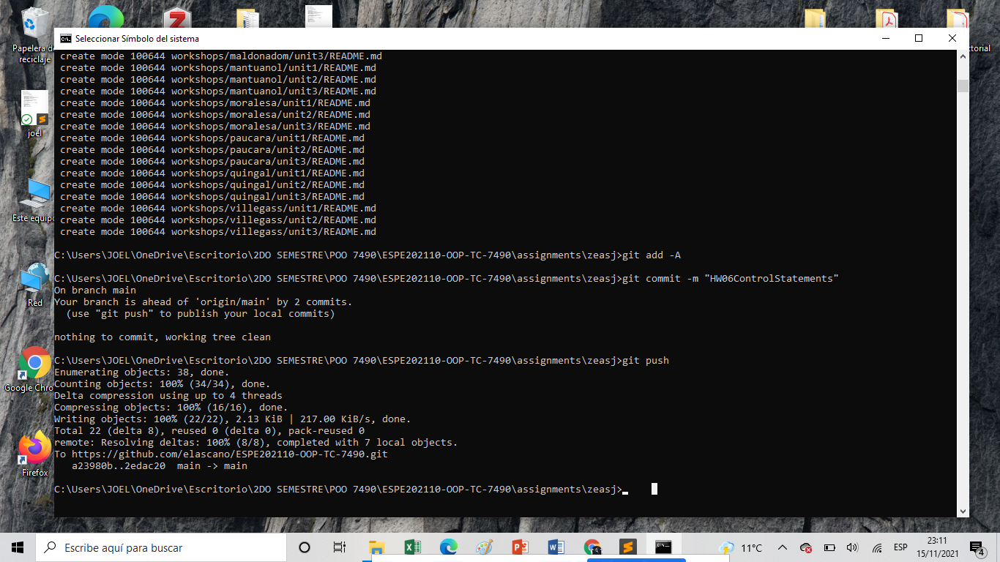 Papelera de
reciclaje
ctorial
Seleccionar Símbolo del sistema
create mode 100644 workshops/maldonadom/unit3/README.md
create mode 100644 workshops/mantuanol/unit1/README.md
create mode 100644 workshops/mantuanol/unit2/README.md
create mode 100644 workshops/mantuanol/unit3/README.md
create mode 100644 workshops/moralesa/unit1/README.md
create mode 100644 workshops/moralesa/unit2/README.md
create mode 100644 workshops/moralesa/unit3/README.md
create mode 100644 workshops/paucara/unit1/README.md
create mode 100644 workshops/paucara/unit2/README.md
create mode 100644 workshops/paucara/unit3/README.md
create mode 100644 workshops/quingal/unit1/README.md
create mode 100644 workshops/quingal/unit2/README.md
create mode 100644 workshops/quingal/unit3/README.md
create mode 100644 workshops/villegass/unit1/README.md
create mode 100644 workshops/villegass/unit2/README.md
create mode 100644 workshops/villegass/unit3/README.md
C:\Users\JOEL\OneDrive\Escritorio\2DO SEMESTRE\POO 7490\ESPE202110-OOP-TC-7490\assignments\zeasj>git add -A
C:\Users\JOEL\OneDrive\Escritorio\2DO SEMESTRE\POO 7490\ESPE202110-OOP-TC-7490\assignments\zeasj>git commit -m "HW06ControlStatements"
On branch main
Your branch is ahead of 'origin/main' by 2 commits.
(use "git push" to publish your local commits)
nothing to commit, working tree clean
C:\Users\JOEL\OneDrive\Escritorio\2DO SEMESTRE\POO 7490\ESPE202110-OOP-TC-7490\assignments\zeasj>git push
Enumerating objects: 38, done.
Counting objects: 100% (34/34), done.
Delta compression using up to 4 threads
Compressing objects: 100% (16/16), done.
Writing objects: 100% (22/22), 2.13 KiB | 217.00 KiB/s, done.
Total 22 (delta 8), reused 0 (delta 0), pack-reused 0
remote: Resolving deltas: 100% (8/8), completed with 7 local objects.
To https://github.com/elascano/ESPE202110-OOP-TC-7490.git
a23980b..2edac20  main -> main
C:\Users\JOEL\OneDrive\Escritorio\2DO SEMESTRE\POO 7490\ESPE202110-OOP-TC-7490\assignments\zeasj>
joel
Este equipo
Red
Google Chro
Firefox
Escribe aquí para buscar
11°C
ESP
23:11
15/11/2021
4